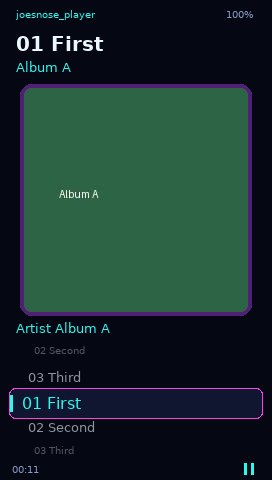 joesnose_player 100%
01 First
Album A
Album A
Artist Album A
02 Second
03 Third
01 First
02 Second
03 Third
00:11